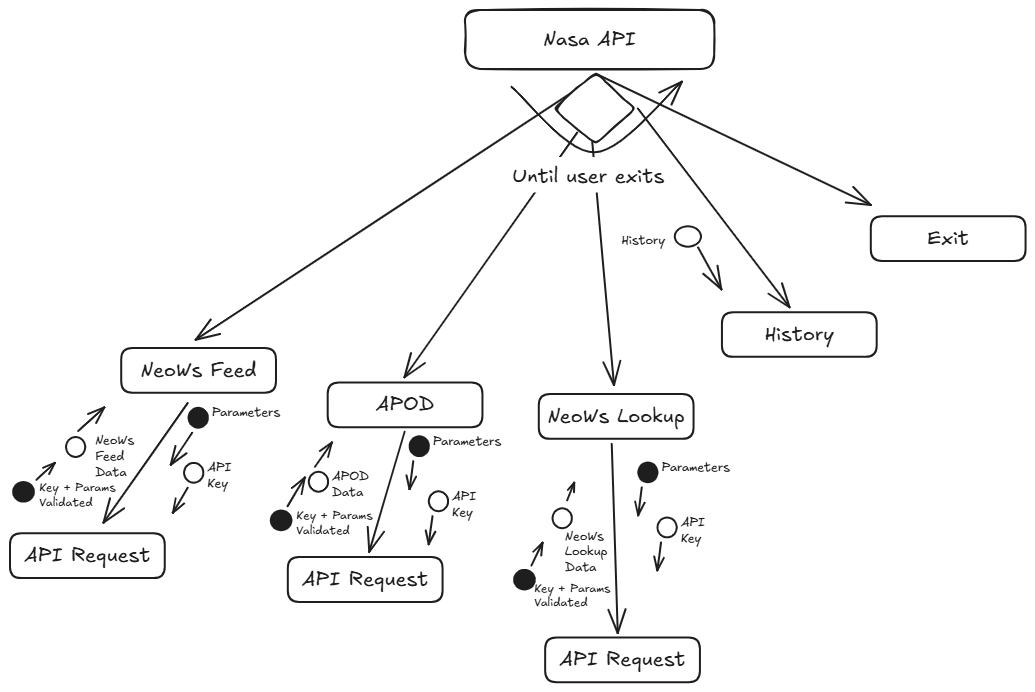 Nasa API
Until user exits
History
Exit
History
NeoWs Feed
APOD
NeoWs Lookup
Parameters
NeoWs
Feed
Data
API
Key
Key + Params
Validated
Parameters
APOD
Data
API
Key
Key + Params
Validated
Parameters
API
Key
NeoWs
Lookup
Data
Key + Params
Validated
API Request
API Request
API Request